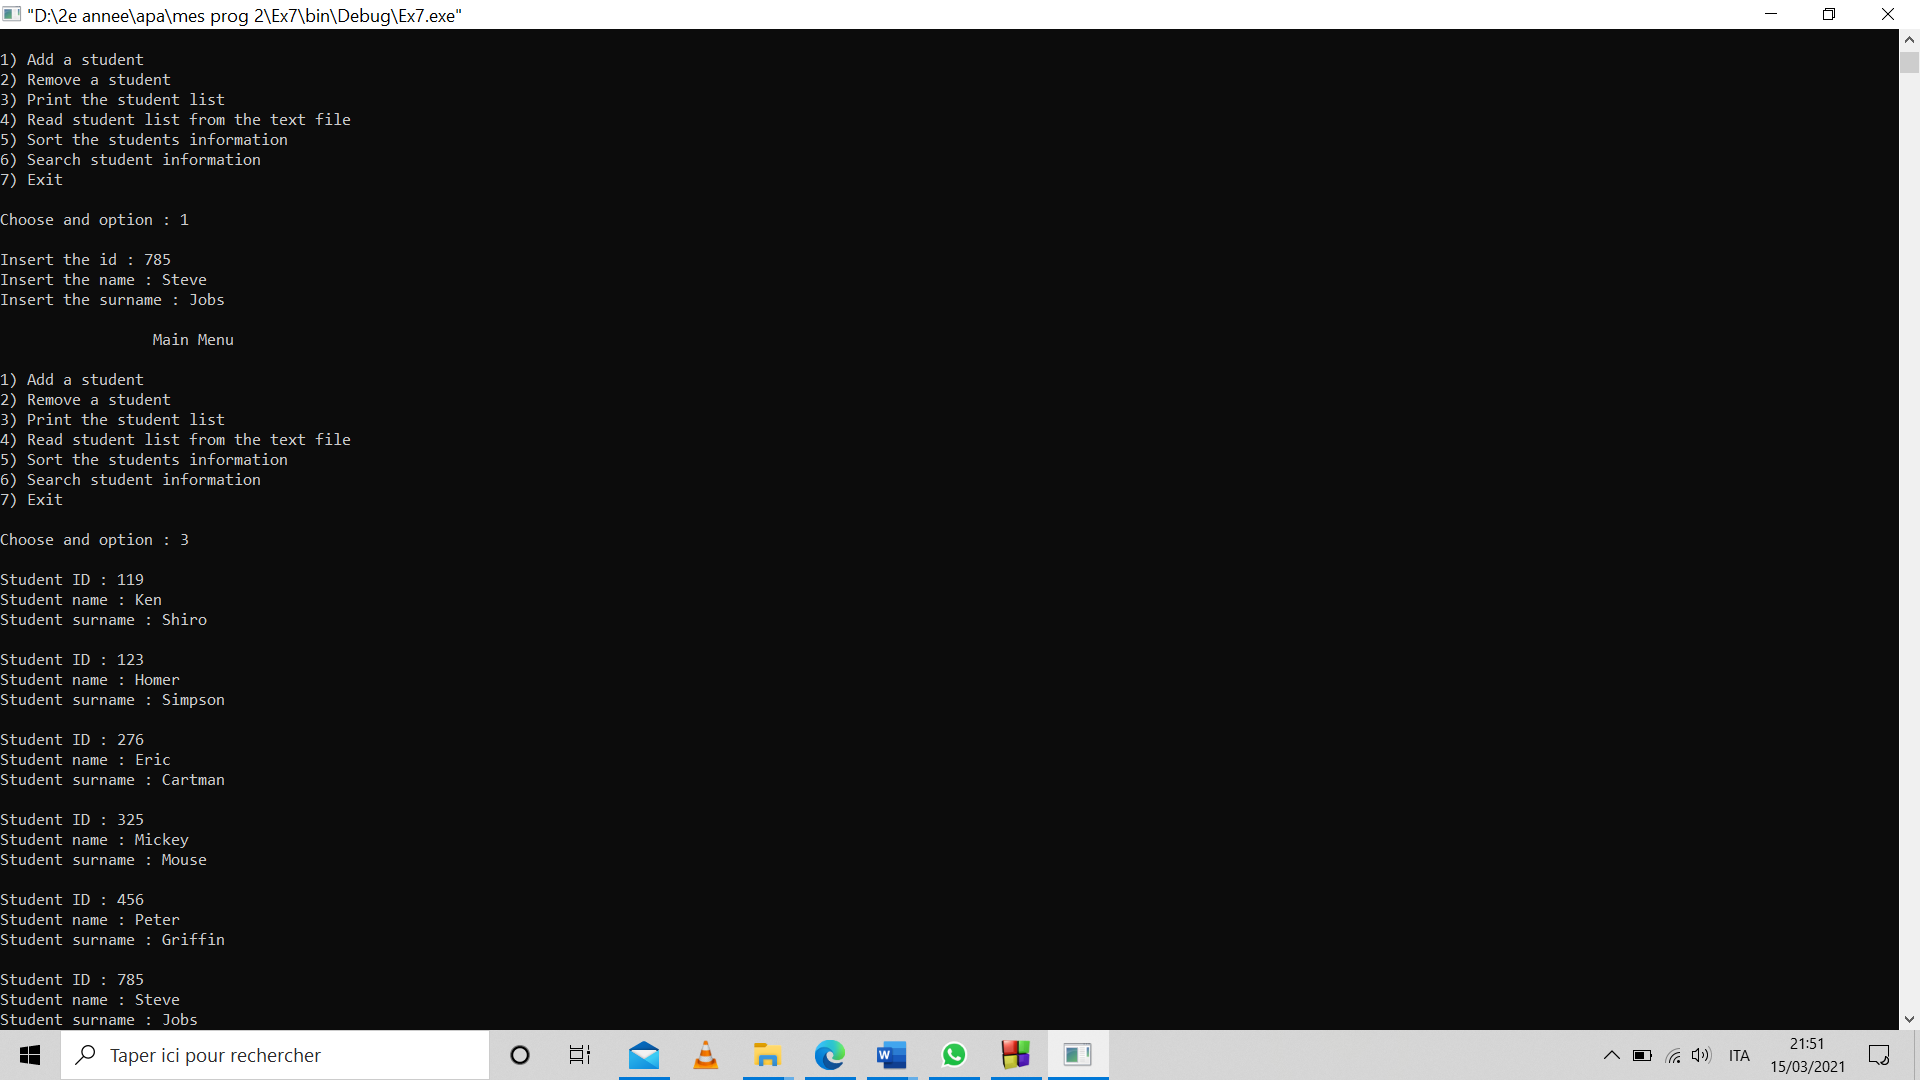 "D:\2e annee\apa\mes prog 2\Ex7\bin\Debug\Ex7.exe"
1) Add a student
2) Remove a student
3) Print the student list
4) Read student list from the text file
5) Sort the students information
6) Search student information
7) Exit
Choose and option : 1
Insert the id : 785
Insert the name : Steve
Insert the surname : Jobs
Main Menu
1) Add a student
2) Remove a student
3) Print the student list
4) Read student list from the text file
5) Sort the students information
6) Search student information
7) Exit
Choose and option : 3
Student ID : 119
Student name : Ken
Student surname : Shiro
Student ID : 123
Student name : Homer
Student surname : Simpson
Student ID : 276
Student name : Eric
Student surname : Cartman
Student ID : 325
Student name : Mickey
Student surname : Mouse
Student ID : 456
Student name : Peter
Student surname : Griffin
Student ID : 785
Student name : Steve
Student surname : Jobs
Taper ici pour rechercher
ITA
21:51
15/03/2021